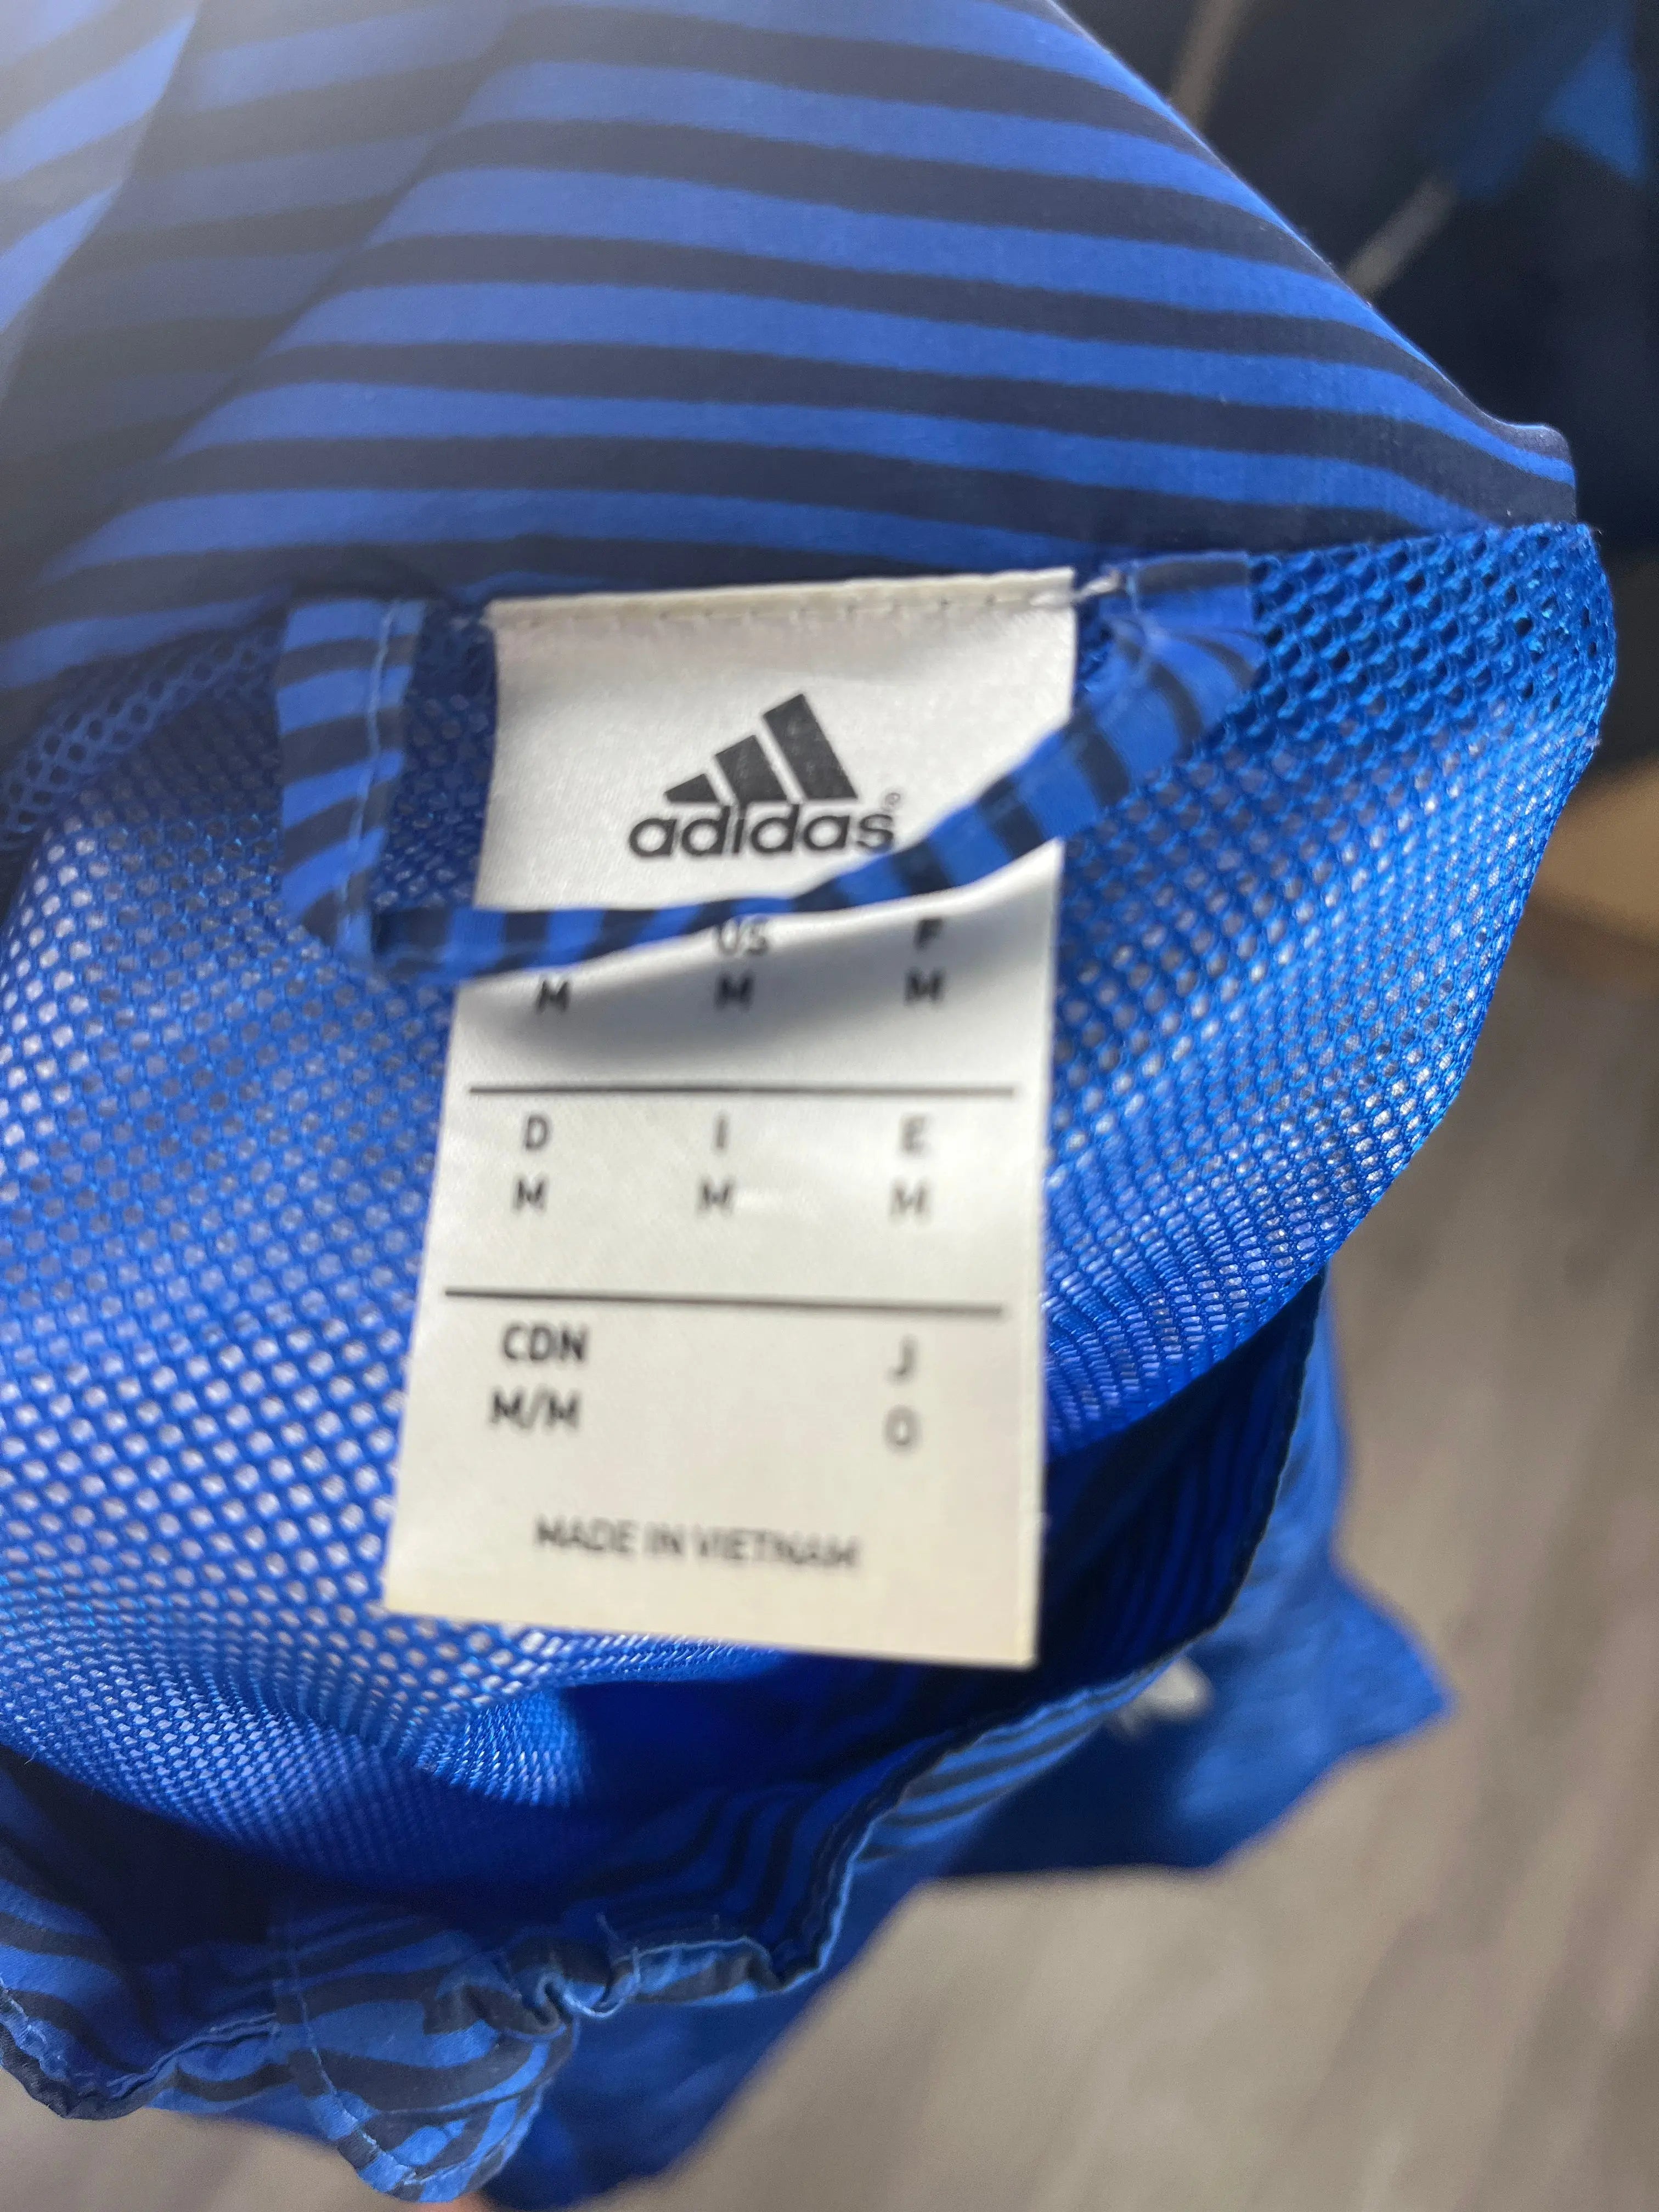 adidas®
US F
M M M
D I E
M M M
CDN J
M/M O
MADE IN VIETNAM